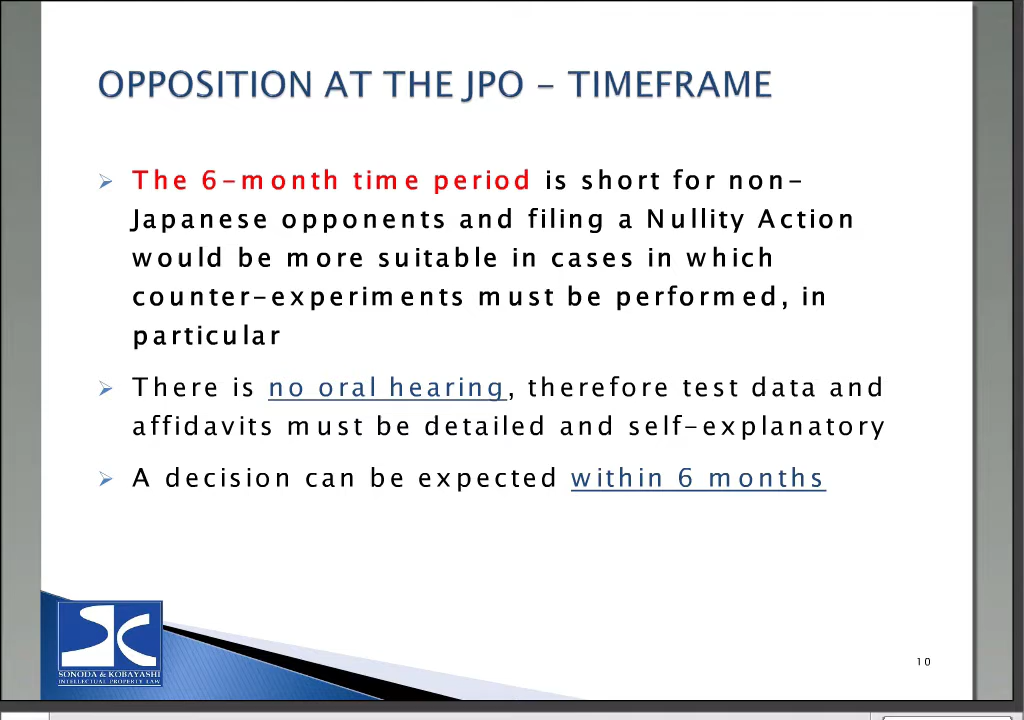 OPPOSITION AT THE JPO – TIMEFRAME
The 6-month time period is short for non-
Japanese opponents and filing a Nullity Action
would be more suitable in cases in which
counter-experiments must be performed, in
particular
There is no oral hearing, therefore test data and
affidavits must be detailed and self-explanatory
A decision can be expected within 6 months
SONODA & KOBAYASHI
INTELLECTUAL PROPERTY LAW
10